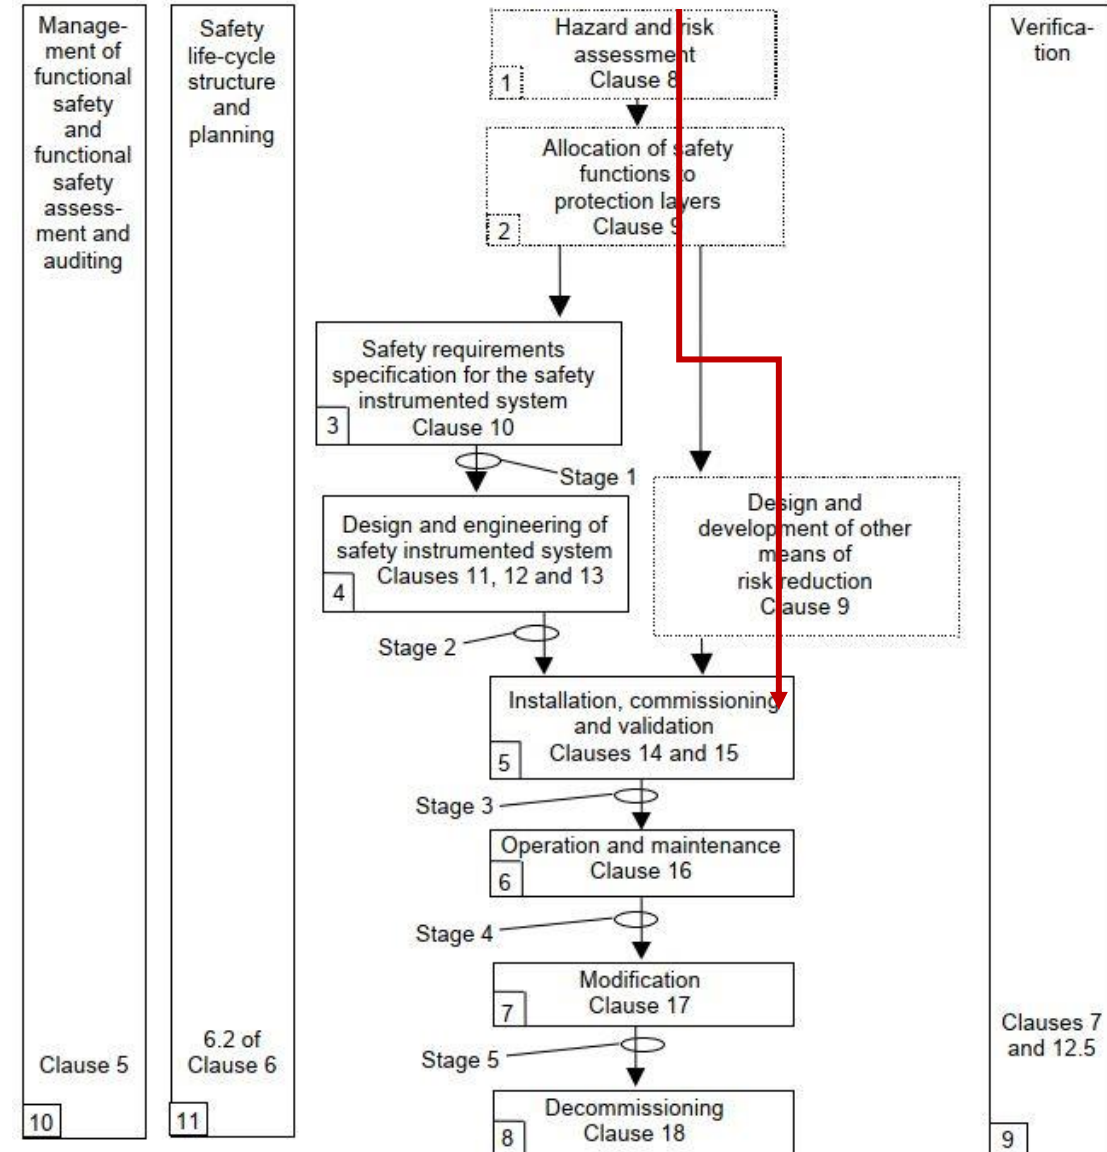 Manage-
ment of
functional
safety
and
functional
safety
assess-
ment and
auditing
Clause 5
10
Safety
life-cycle
structure
and
planning
6.2 of
Clause 6
11
Hazard and risk
assessment
Clause 8
1
Allocation of safety
functions to
protection layers
Clause 9
2
Safety requirements
specification for the safety
instrumented system
Clause 10
3
Stage 1
Design and engineering of
safety instrumented system
Clauses 11, 12 and 13
4
Design and
development of other
means of
risk reduction
Clause 9
Stage 2
Installation, commissioning
and validation
Clauses 14 and 15
5
Stage 3
Operation and maintenance
Clause 16
6
Stage 4
Modification
Clause 17
7
Stage 5
Decommissioning
Clause 18
8
Verifica-
tion
Clauses 7
and 12.5
9